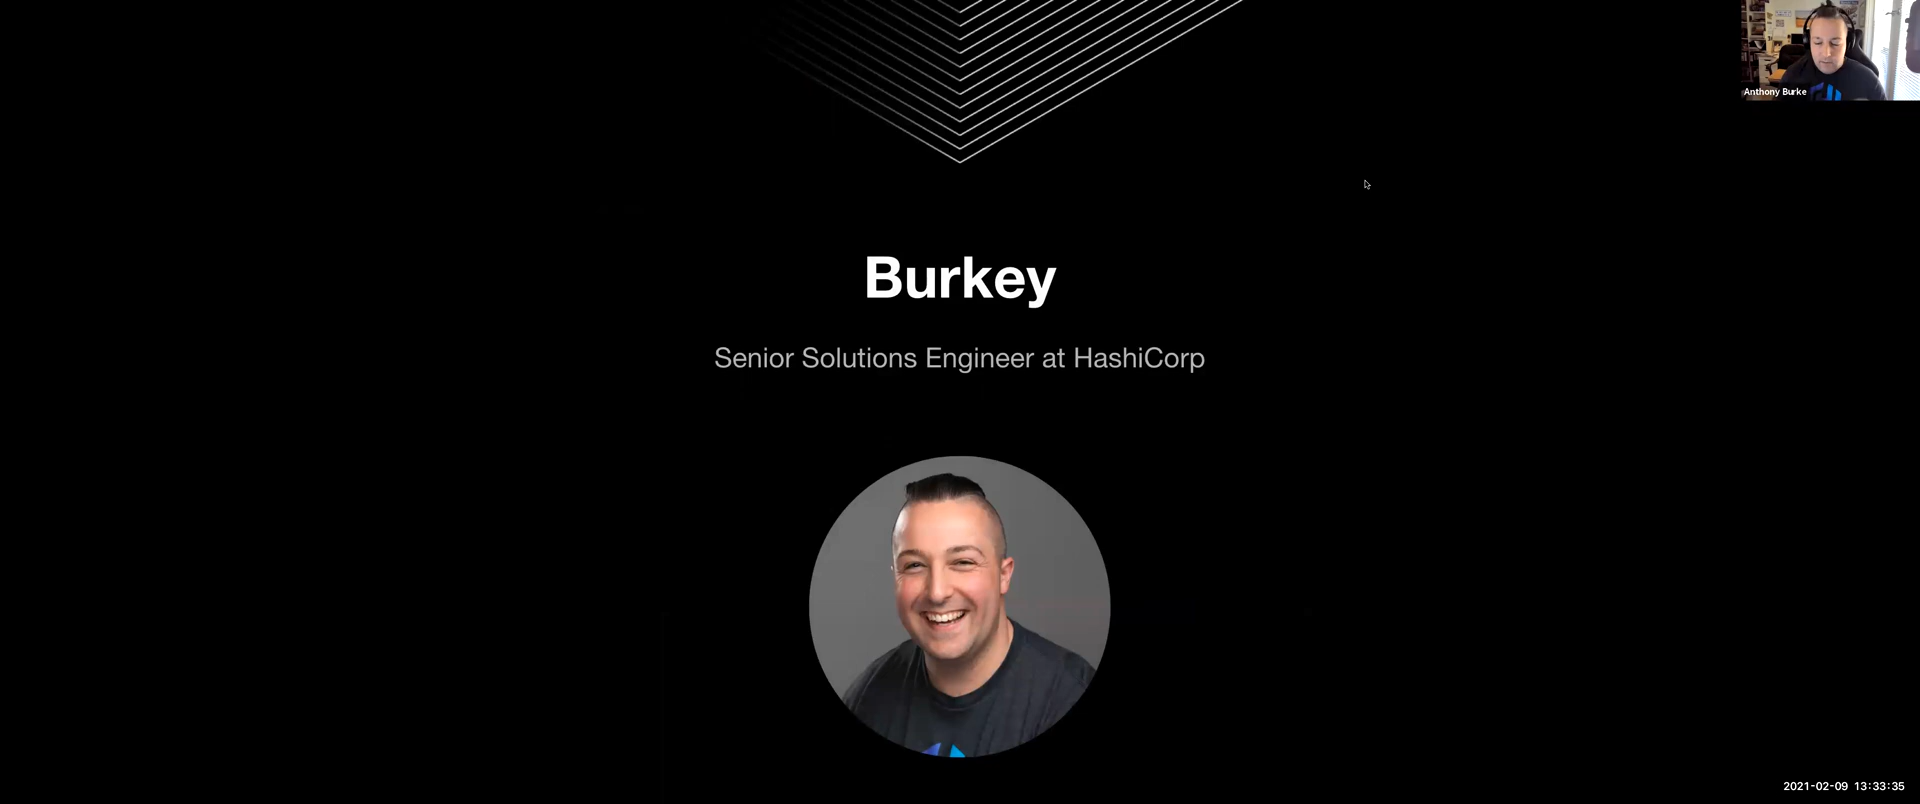 Anthony Burke
Burkey
Senior Solutions Engineer at HashiCorp
2021-02-09 13:33:35